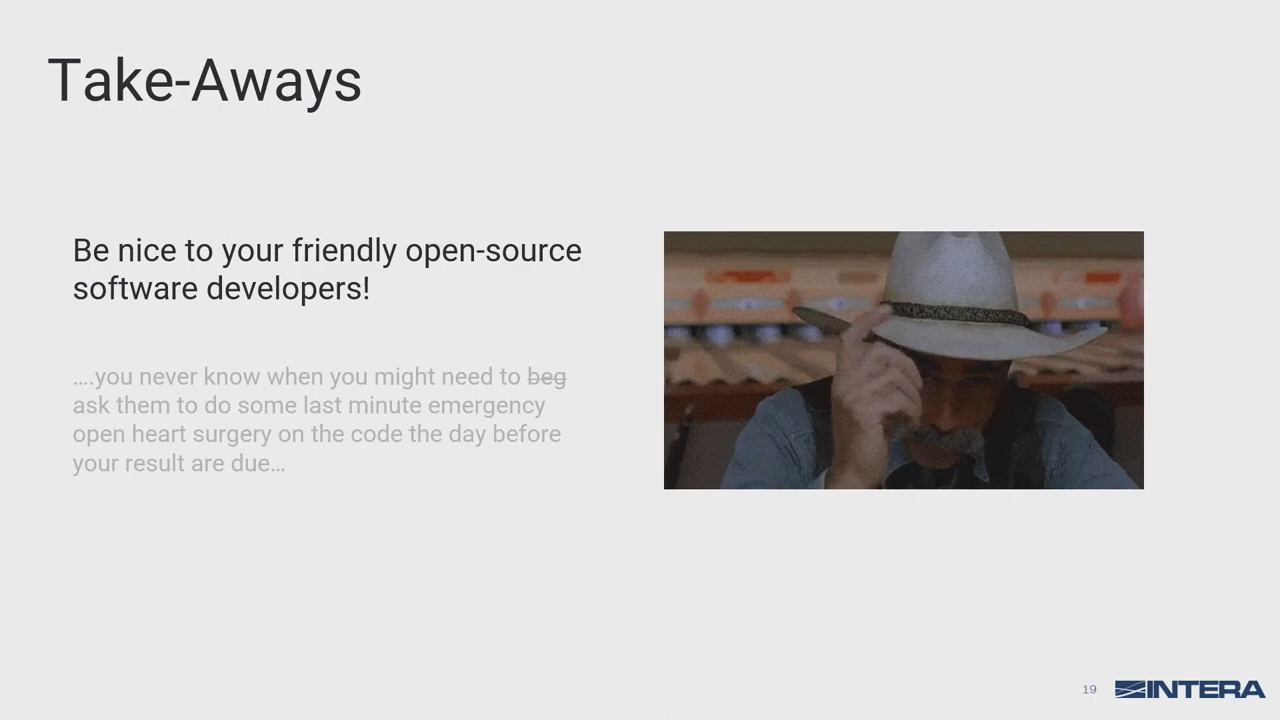 Take-Aways
Be nice to your friendly open-source
software developers!
….you never know when you might need to beg
ask them to do some last minute emergency
open heart surgery on the code the day before
your result are due…
19
INTERA